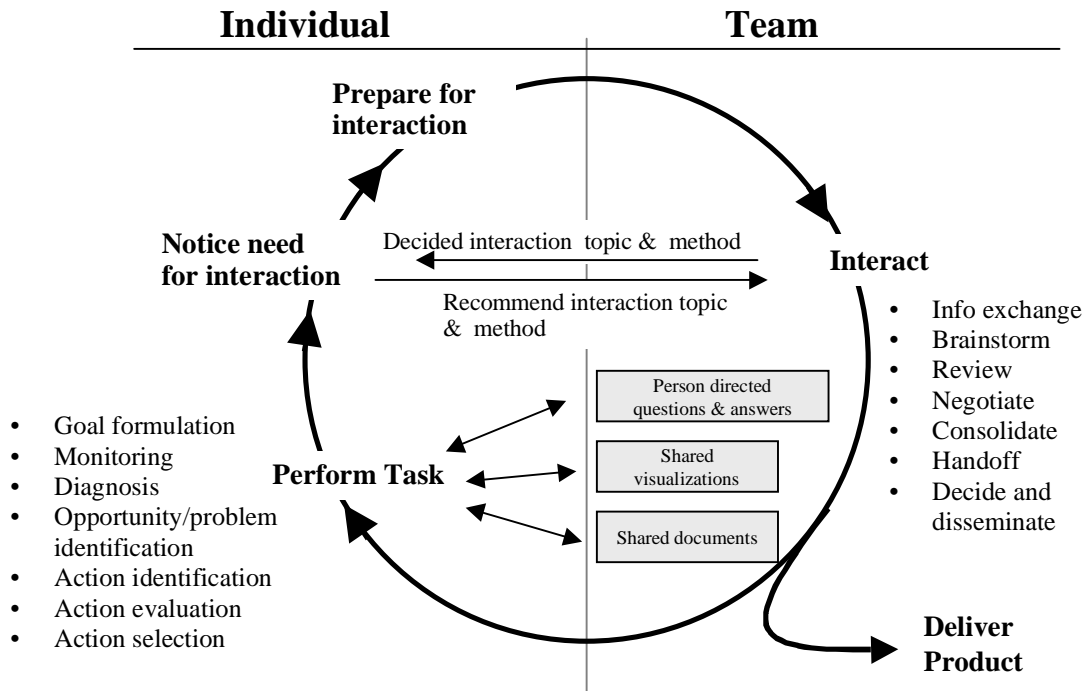 Individual
Team
Prepare for
interaction
Notice need
for interaction
Decided interaction topic & method
Recommend interaction topic
& method
Interact
• Info exchange
• Brainstorm
• Review
• Negotiate
• Consolidate
• Handoff
• Decide and
disseminate
Person directed
questions & answers
Shared
visualizations
Shared documents
Perform Task
• Goal formulation
• Monitoring
• Diagnosis
• Opportunity/problem
identification
• Action identification
• Action evaluation
• Action selection
Deliver
Product